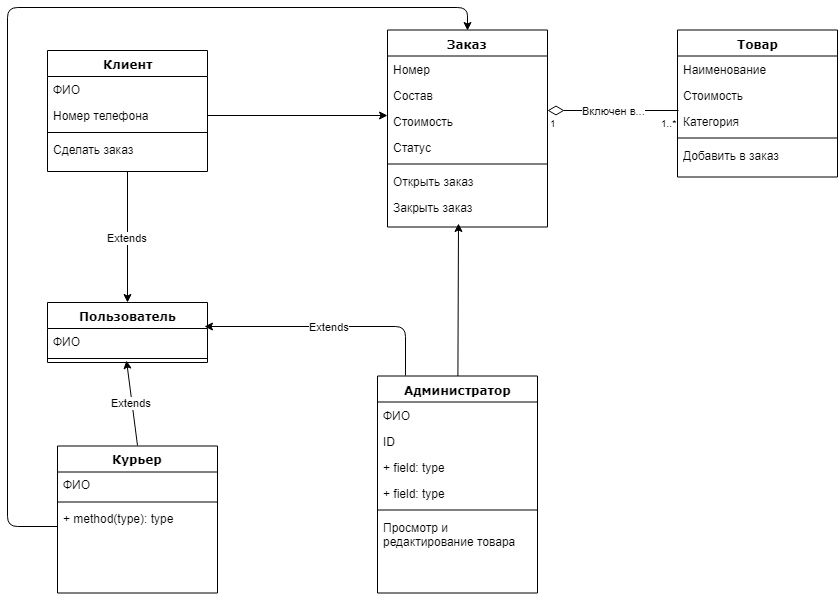 Клиент
ФИО
Номер телефона
Сделать заказ
Заказ
Номер
Состав
Стоимость
Статус
Открыть заказ
Закрыть заказ
1
Включен в...
1..*
Товар
Наименование
Стоимость
Категория
Добавить в заказ
Extends
Пользователь
ФИО
Extends
Extends
Курьер
ФИО
+ method(type): type
Администратор
ФИО
ID
+ field: type
+ field: type
Просмотр и
редактирование товара